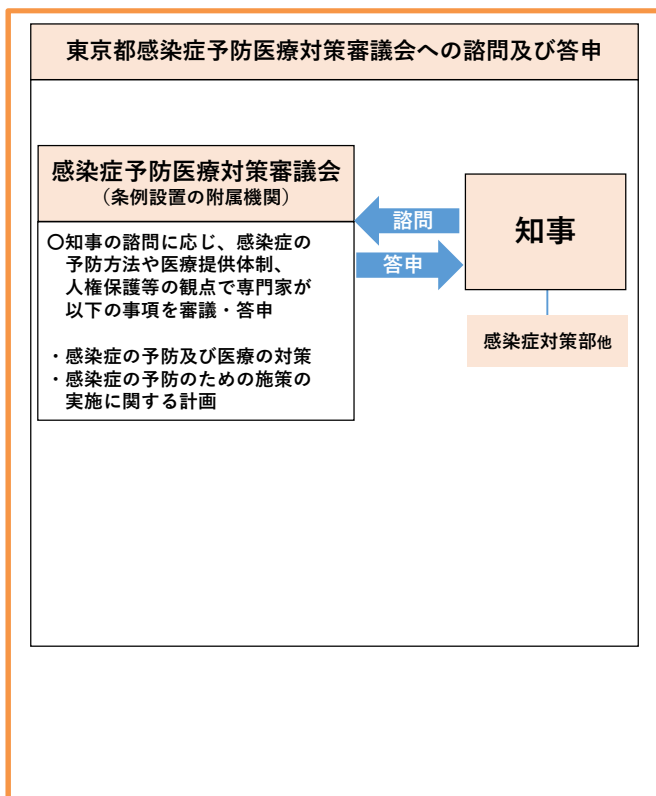 東京都感染症予防医療対策審議会への諮問及び答申
感染症予防医療対策審議会
（条例設置の附属機関）
〇知事の諮問に応じ、感染症の
予防方法や医療提供体制、
人権保護等の観点で専門家が
以下の事項を審議・答申
・感染症の予防及び医療の対策
・感染症の予防のための施策の
実施に関する計画
諮問
答申
知事
感染症対策部他